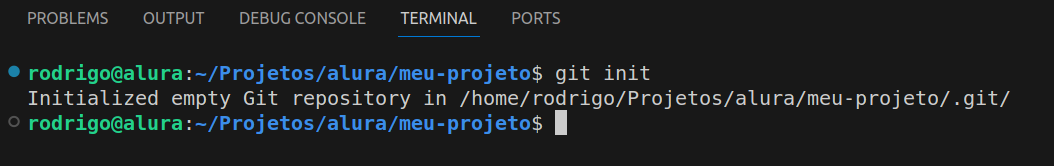 PROBLEMS OUTPUT DEBUG CONSOLE TERMINAL PORTS
rodrigo@alura:~/Projetos/alura/meu-projeto$ git init
Initialized empty Git repository in /home/rodrigo/Projetos/alura/meu-projeto/.git/
rodrigo@alura:~/Projetos/alura/meu-projeto$